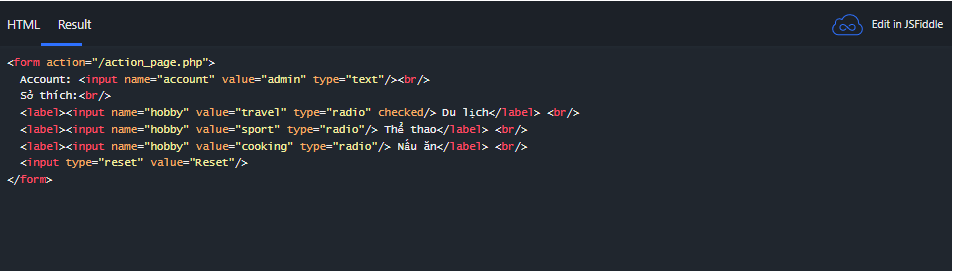 HTML Result Edit in JSFiddle
<form action="/action_page.php">
Account: <input name="account" value="admin" type="text"/><br/>
Sở thích:<br/>
<label><input name="hobby" value="travel" type="radio" checked/> Du lịch</label> <br/>
<label><input name="hobby" value="sport" type="radio"/> Thể thao</label> <br/>
<label><input name="hobby" value="cooking" type="radio"/> Nấu ăn</label> <br/>
<input type="reset" value="Reset"/>
</form>